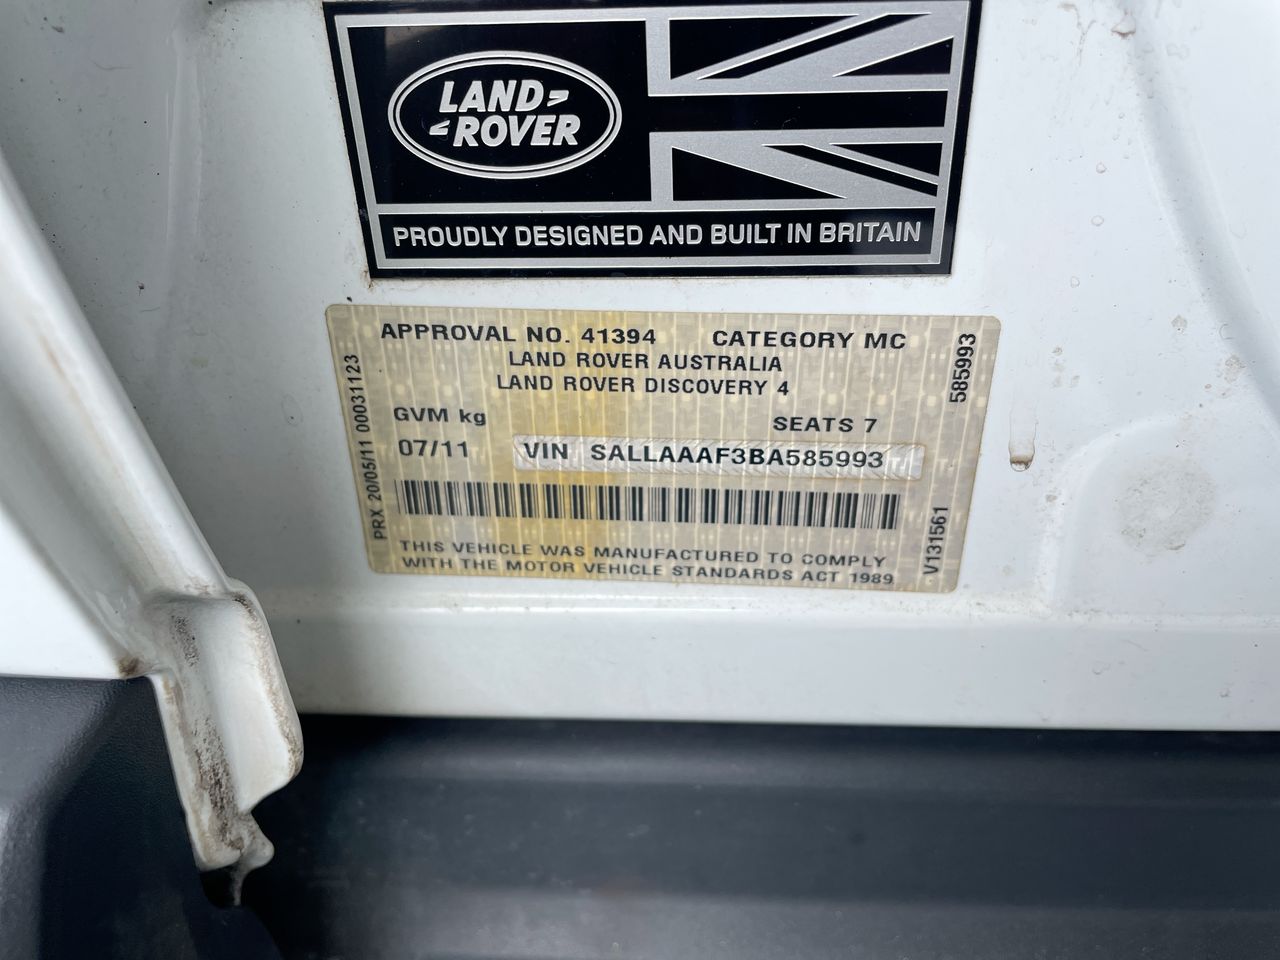 LAND
ROVER
PROUDLY DESIGNED AND BUILT IN BRITAIN
APPROVAL NO. 41394 CATEGORY MC
LAND ROVER AUSTRALIA
LAND ROVER DISCOVERY 4
GVM kg
SEATS 7
07/11 VIN SALLAAAF3BA585993
THIS VEHICLE WAS MANUFACTURED TO COMPLY
WITH THE MOTOR VEHICLE STANDARDS ACT 1989
PRX 20/05/11 00031123
585993
V131561